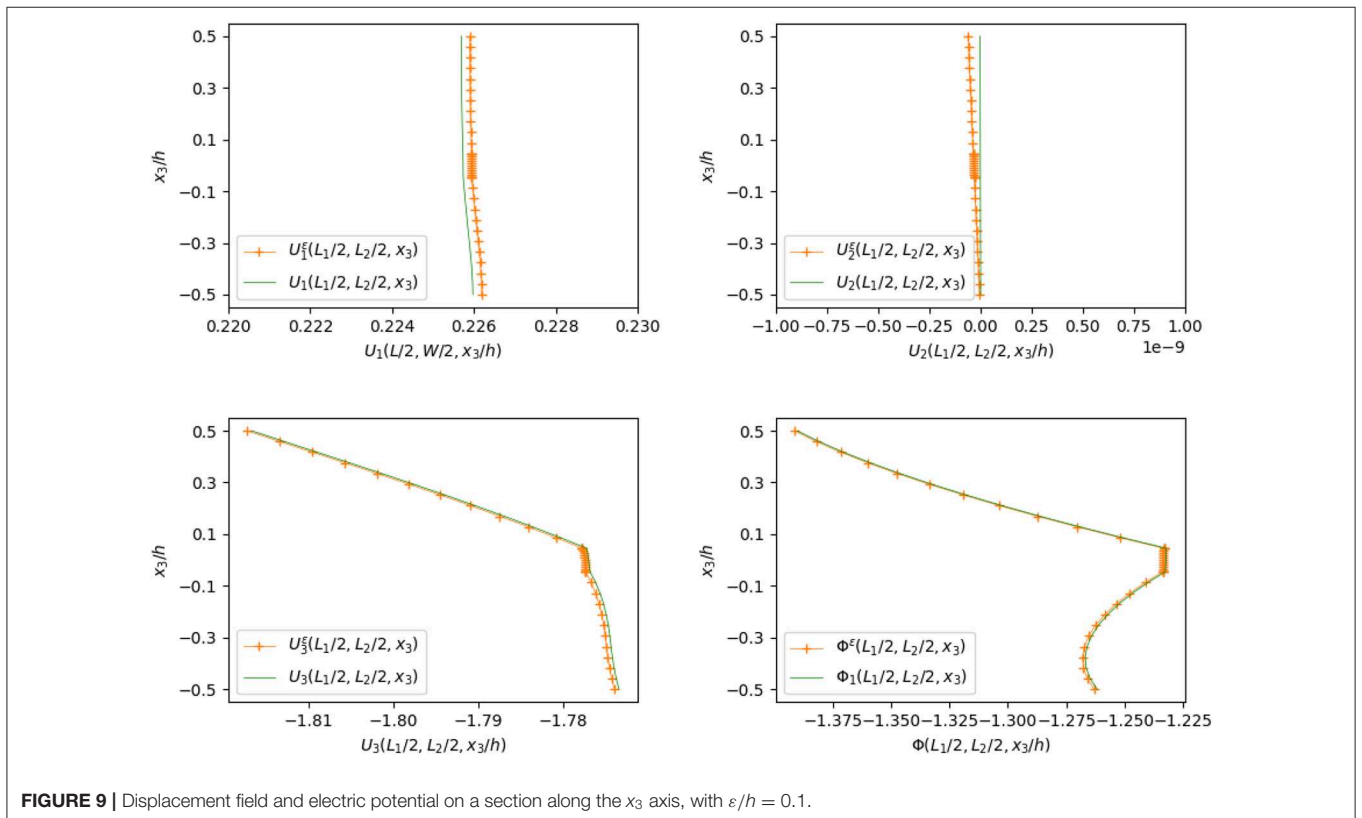 0.5
0.3
0.1
−0.1
−0.3
−0.5
x₃/h
U₁^ε(L₁/2, L₂/2, x₃)
U₁(L₁/2, L₂/2, x₃)
0.220 0.222 0.224 0.226 0.228 0.230
U₁(L/2, W/2, x₃/h)
0.5
0.3
0.1
−0.1
−0.3
−0.5
x₃/h
U₂^ε(L₁/2, L₂/2, x₃)
U₂(L₁/2, L₂/2, x₃)
−1.00 −0.75 −0.50 −0.25 0.00 0.25 0.50 0.75 1.00
1e−9
U₂(L₁/2, L₂/2, x₃/h)
0.5
0.3
0.1
−0.1
−0.3
−0.5
x₃/h
U₃^ε(L₁/2, L₂/2, x₃)
U₃(L₁/2, L₂/2, x₃)
−1.81 −1.80 −1.79 −1.78
U₃(L₁/2, L₂/2, x₃/h)
0.5
0.3
0.1
−0.1
−0.3
−0.5
x₃/h
Φ^ε(L₁/2, L₂/2, x₃)
Φ₁(L₁/2, L₂/2, x₃)
−1.375 −1.350 −1.325 −1.300 −1.275 −1.250 −1.225
Φ(L₁/2, L₂/2, x₃/h)
FIGURE 9 | Displacement field and electric potential on a section along the x₃ axis, with ε/h = 0.1.